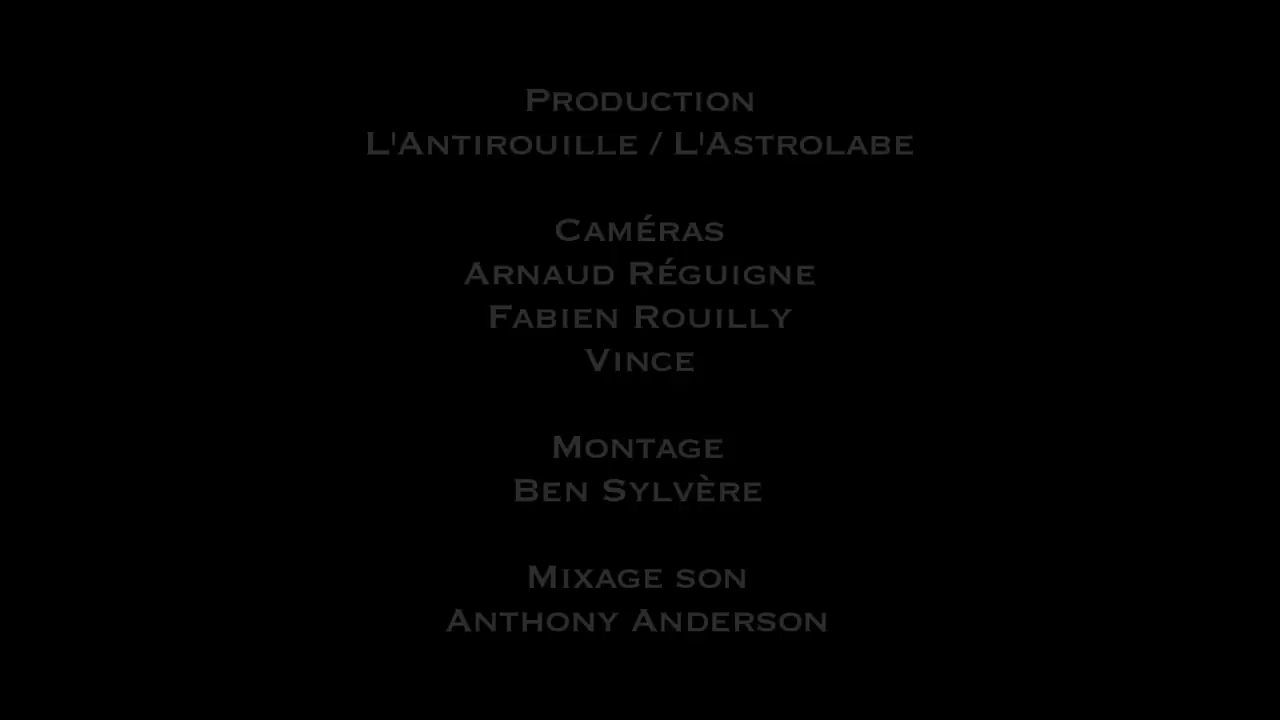 Production
L'Antirouille / L'Astrolabe
Caméras
Arnaud Réguigne
Fabien Rouilly
Vince
Montage
Ben Sylvère
Mixage son
Anthony Anderson